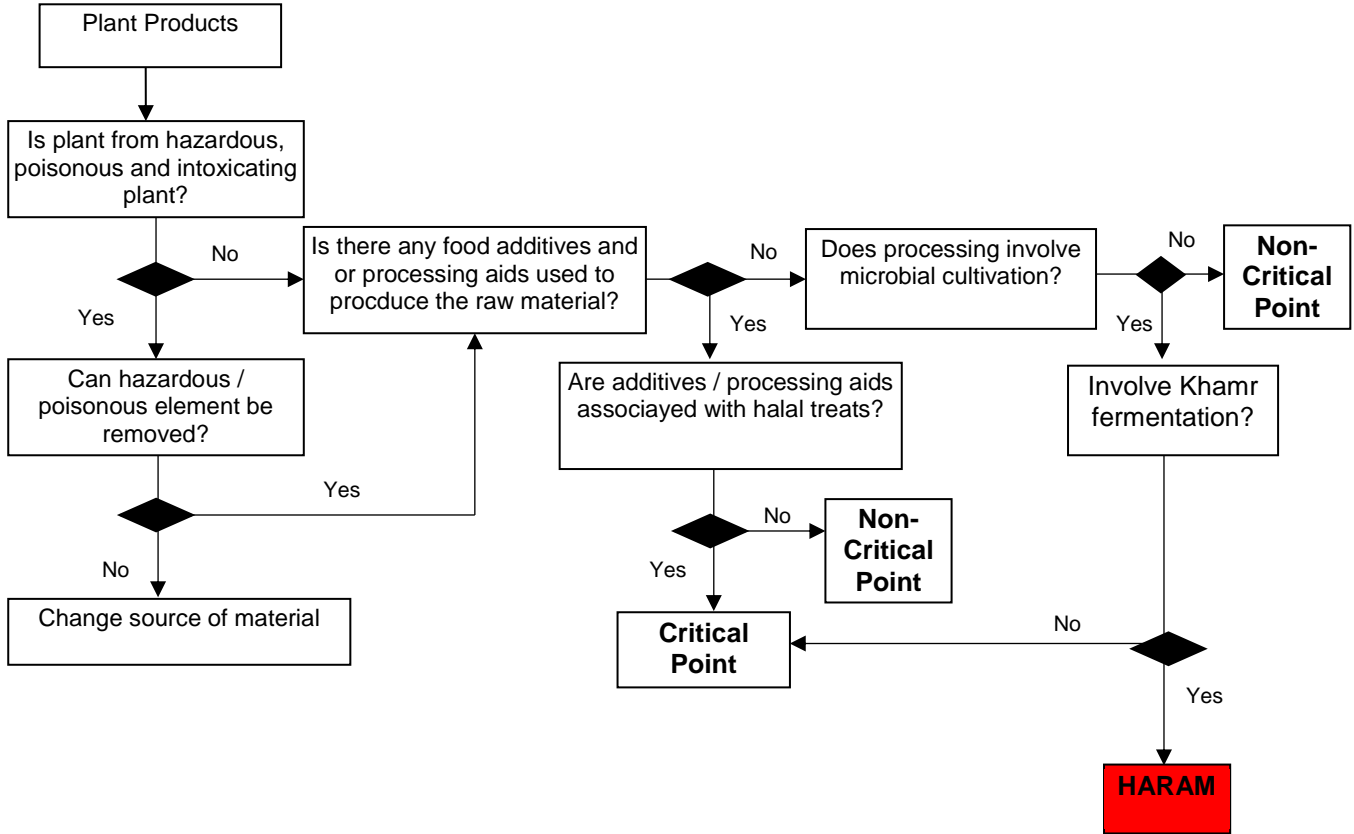 Plant Products
Is plant from hazardous,
poisonous and intoxicating
plant?
No
Yes
Is there any food additives and
or processing aids used to
procduce the raw material?
No
Yes
Does processing involve
microbial cultivation?
No
Yes
Non-
Critical
Point
Can hazardous /
poisonous element be
removed?
Yes
No
Are additives / processing aids
associayed with halal treats?
No
Yes
Involve Khamr
fermentation?
Non-
Critical
Point
Change source of material
Critical
Point
No
Yes
HARAM